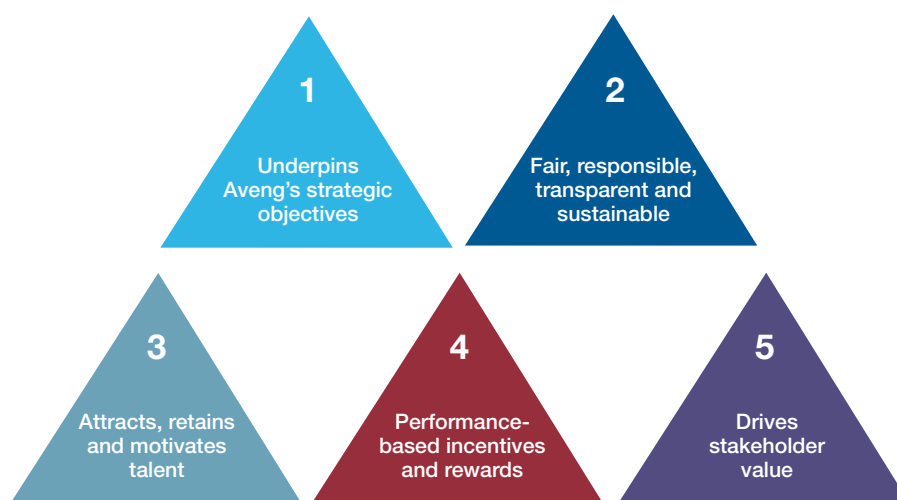 1
Underpins
Aveng’s strategic
objectives
2
Fair, responsible,
transparent and
sustainable
3
Attracts, retains
and motivates
talent
4
Performance-
based incentives
and rewards
5
Drives
stakeholder
value